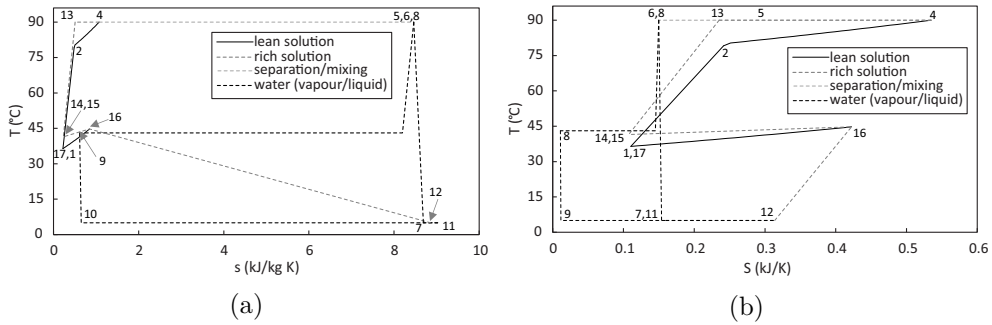 13 4 5,6,8
90
75
2
lean solution
rich solution
separation/mixing
water (vapour/liquid)
T (°C)
60
45
14,15
16
30
17,1
9
15
10
12
7 11
0
0 2 4 6 8 10
s (kJ/kg K)
(a)
6,8 13 5 4
90
75
2
lean solution
rich solution
separation/mixing
water (vapour/liquid)
T (°C)
60
45
8
14,15
1,17
16
30
15
9
7,11
12
0
0 0.1 0.2 0.3 0.4 0.5 0.6
S (kJ/K)
(b)